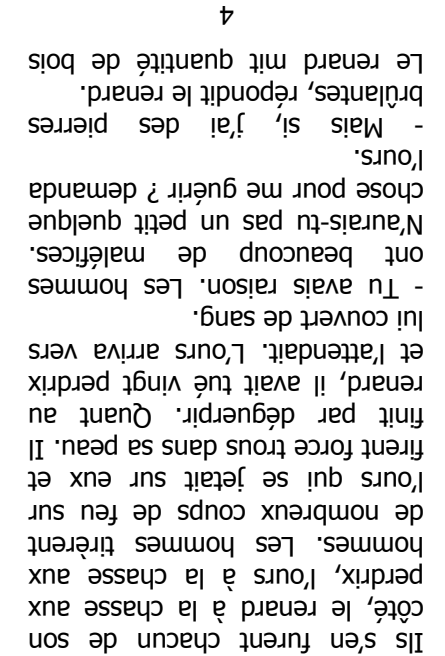 Ils s'en furent chacun de son
côté, le renard à la chasse aux
perdrix, l'ours à la chasse aux
hommes. Les hommes tirèrent
de nombreux coups de feu sur
l'ours qui se jetait sur eux et
firent force trous dans sa peau. Il
finit par déguerpir. Quant au
renard, il avait tué vingt perdrix
et l'attendait. L'ours arriva vers
lui couvert de sang.
- Tu avais raison. Les hommes
ont beaucoup de maléfices.
N'aurais-tu pas un petit quelque
chose pour me guérir ? demanda
l'ours.
- Mais si, j'ai des pierres
brûlantes, répondit le renard.
Le renard mit quantité de bois
4